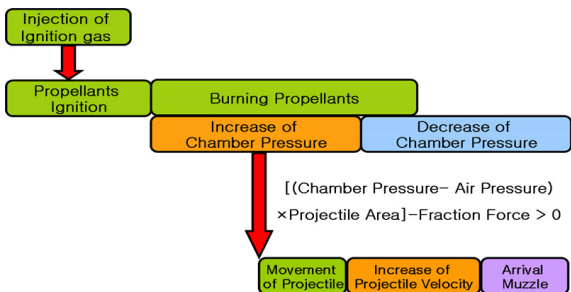 Injection of
Ignition gas
Propellants
Ignition
Burning Propellants
Increase of
Chamber Pressure
Decrease of
Chamber Pressure
[(Chamber Pressure- Air Pressure)
×Projectile Area]-Fraction Force > 0
Movement
of Projectile
Increase of
Projectile Velocity
Arrival
Muzzle